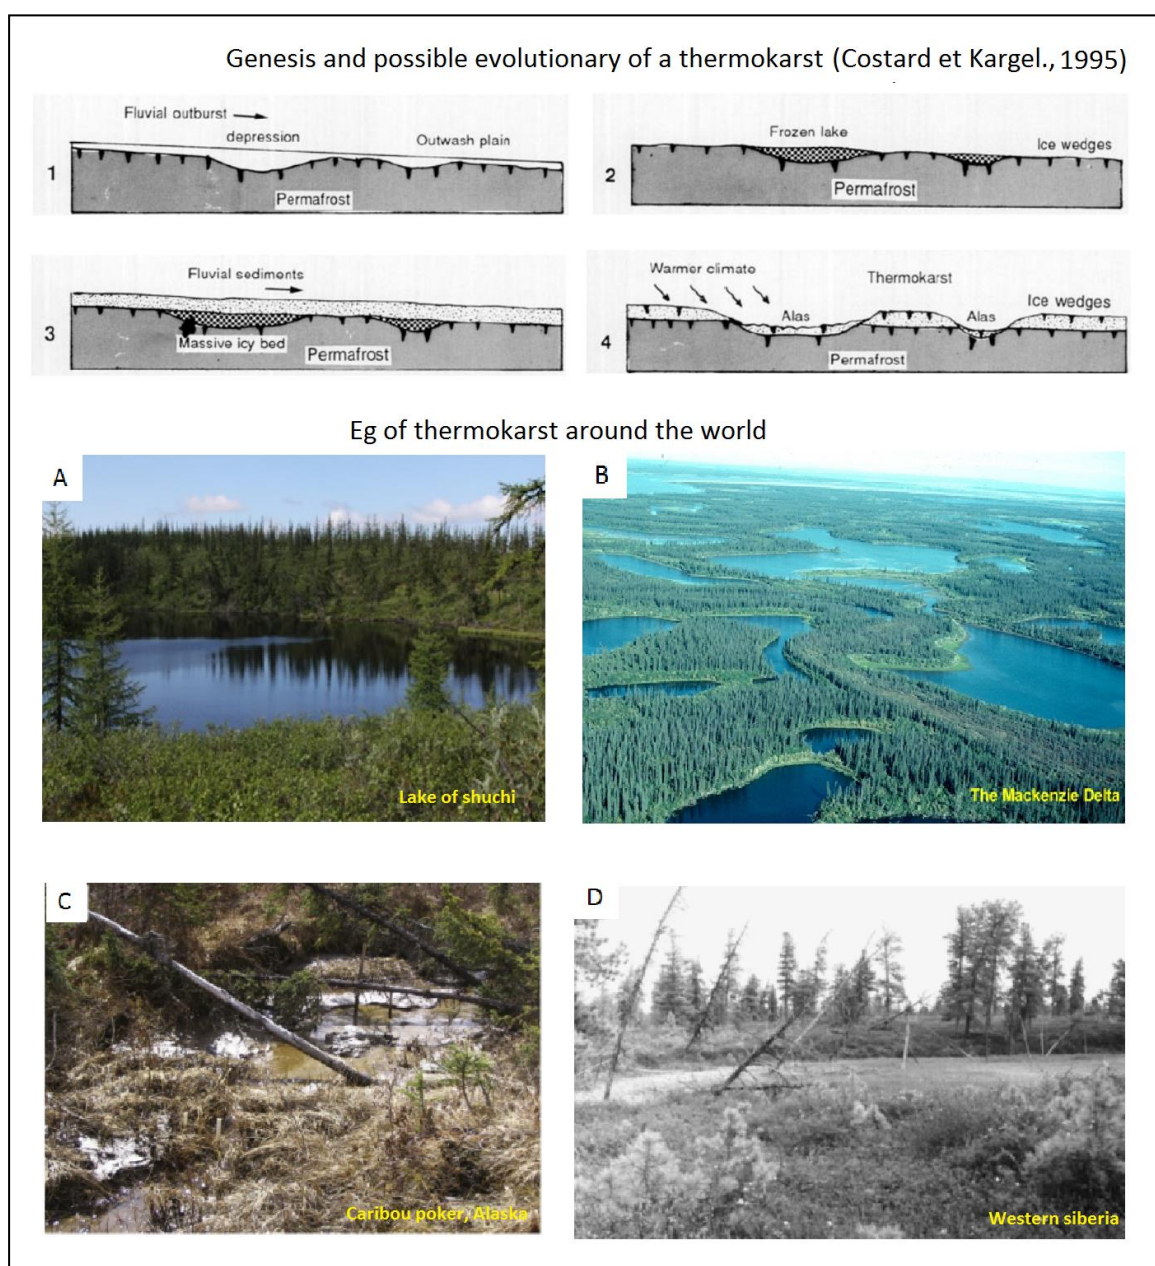 Genesis and possible evolutionary of a thermokarst (Costard et Kargel., 1995)
Fluvial outburst
depression
Outwash plain
1
Permafrost
Frozen lake
Ice wedges
2
Permafrost
Fluvial sediments
3
Massive icy bed
Permafrost
Warmer climate
Thermokarst
Alas
Alas
Ice wedges
4
Permafrost
Eg of thermokarst around the world
A
Lake of shuchi
B
The Mackenzie Delta
C
Caribou poker, Alaska
D
Western siberia